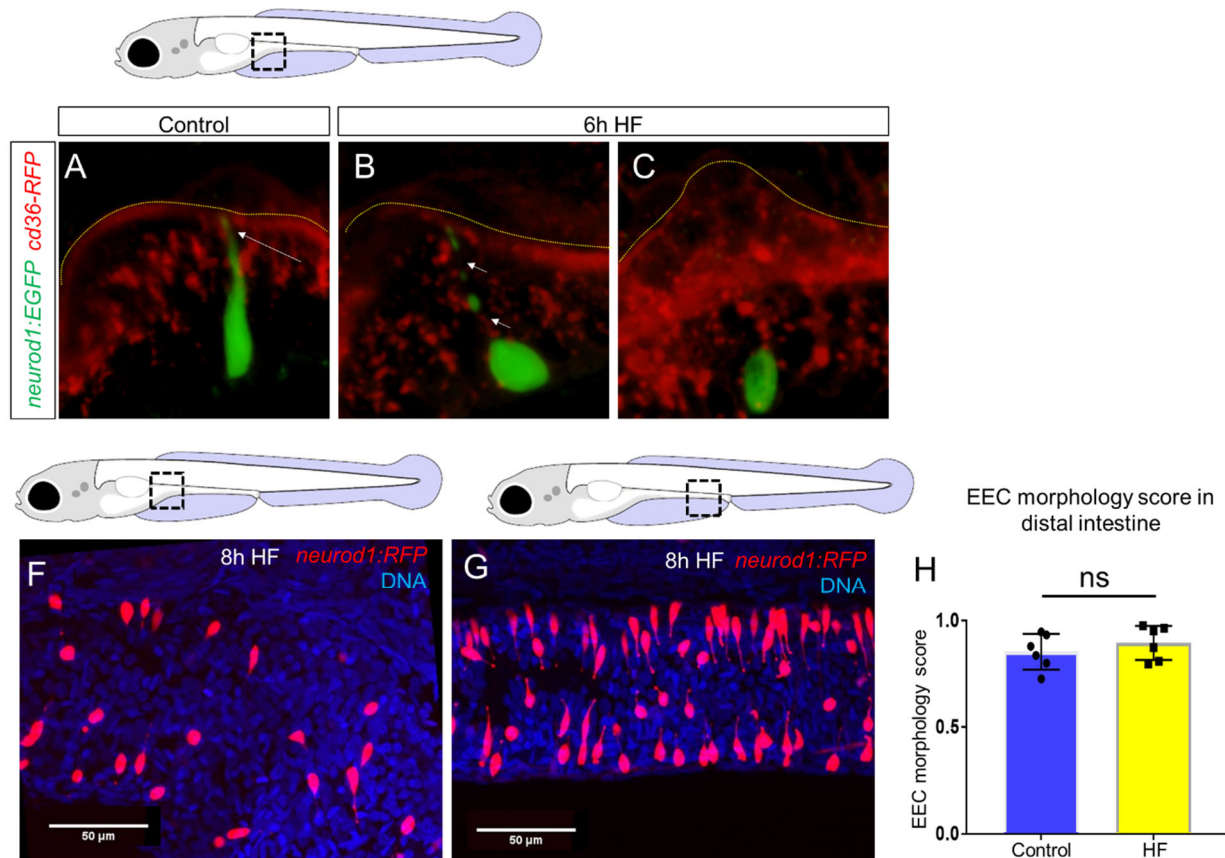 Control
6h HF
neurod1:EGFP cd36-RFP
A
B
C
EEC morphology score in
distal intestine
F
8h HF neurod1:RFP
DNA
50 µm
G
8h HF neurod1:RFP
DNA
50 µm
H
ns
EEC morphology score
1.0
0.5
0.0
Control
HF